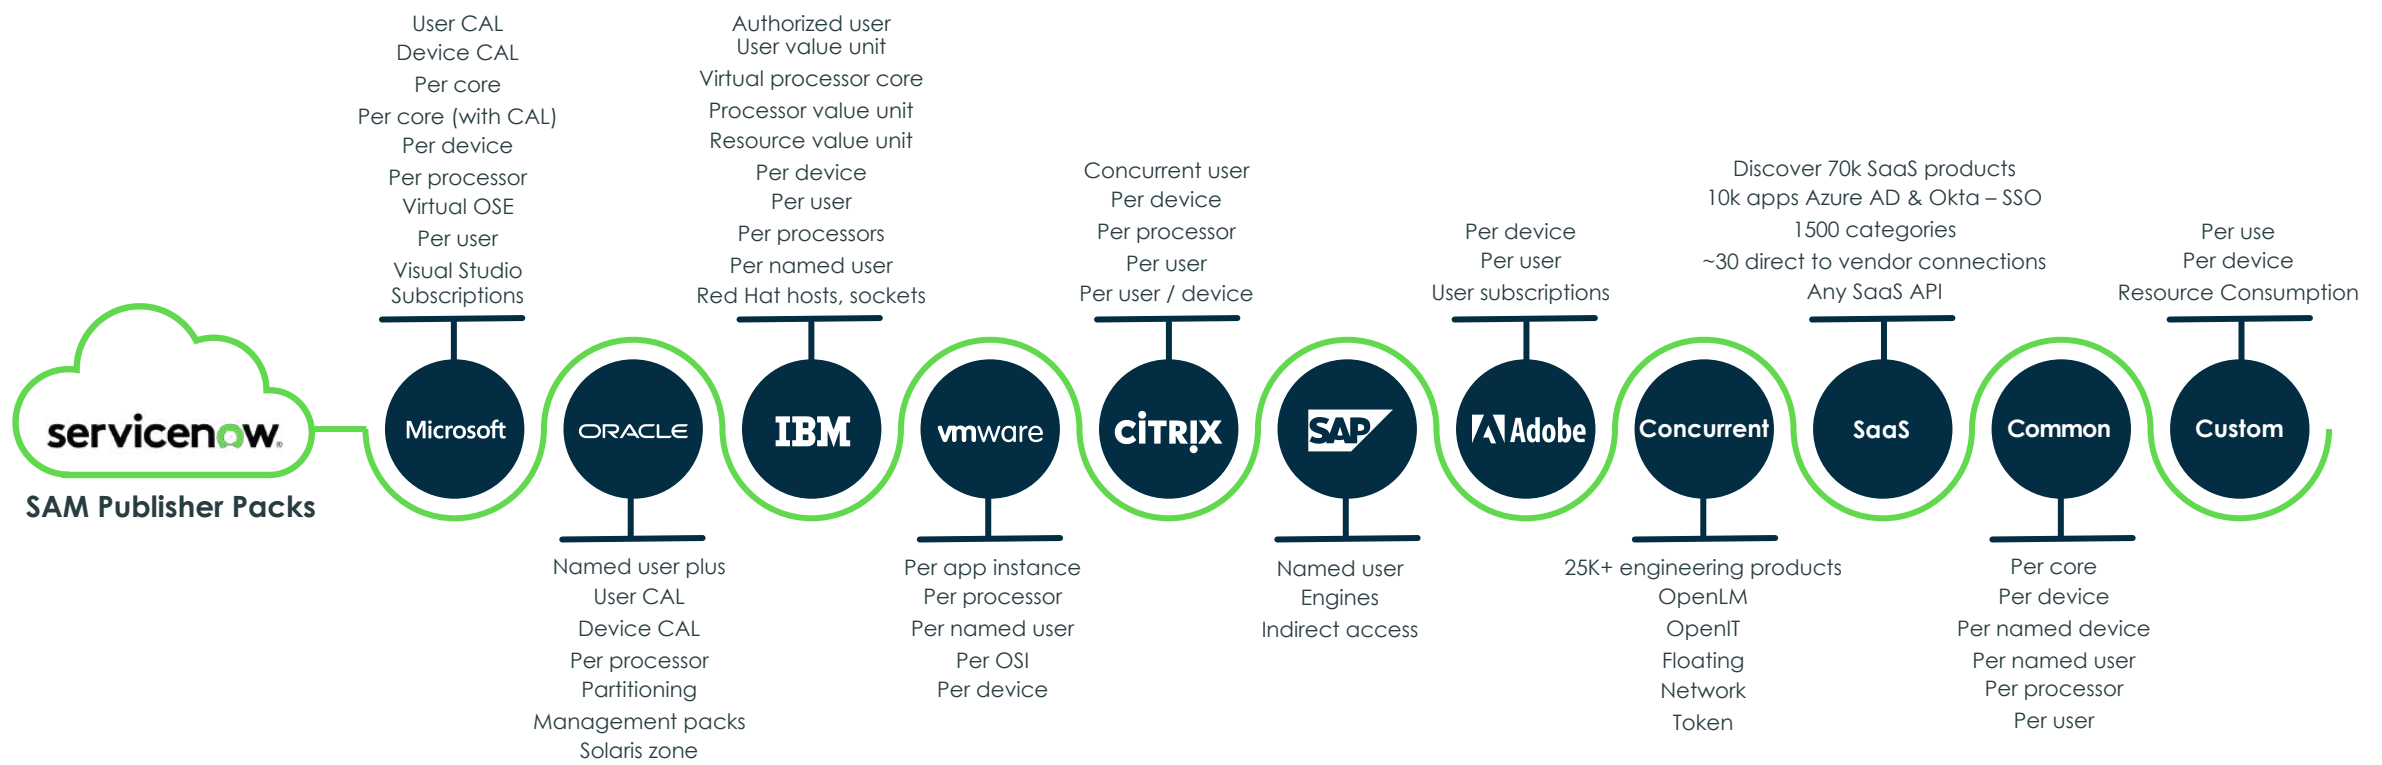 servicenow.
SAM Publisher Packs
User CAL
Device CAL
Per core
Per core (with CAL)
Per device
Per processor
Virtual OSE
Per user
Visual Studio
Subscriptions
Microsoft
ORACLE
Named user plus
User CAL
Device CAL
Per processor
Partitioning
Management packs
Solaris zone
Authorized user
User value unit
Virtual processor core
Processor value unit
Resource value unit
Per device
Per user
Per processors
Per named user
Red Hat hosts, sockets
IBM
vmware
Per app instance
Per processor
Per named user
Per OSI
Per device
Concurrent user
Per device
Per processor
Per user
Per user / device
CİTRIX
SAP
Named user
Engines
Indirect access
Per device
Per user
User subscriptions
Adobe
Concurrent
25K+ engineering products
OpenLM
OpenIT
Floating
Network
Token
Discover 70k SaaS products
10k apps Azure AD & Okta – SSO
1500 categories
~30 direct to vendor connections
Any SaaS API
SaaS
Common
Per core
Per device
Per named device
Per named user
Per processor
Per user
Per use
Per device
Resource Consumption
Custom